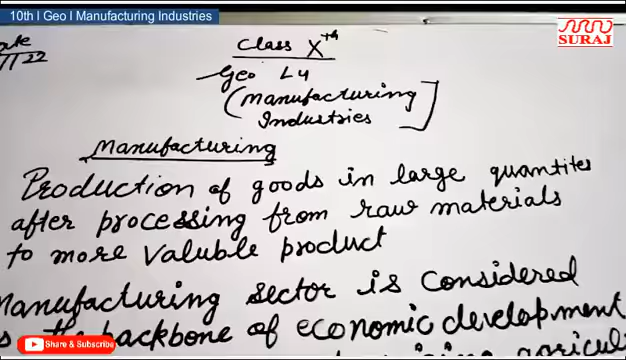 10th I Geo I Manufacturing Industries
SURAJ
Class Xth
Geo L4
(Manufacturing
Industries
Manufacturing
Production of goods in large quantites
after processing from raw materials
to more valuble product
Manufacturing sector is considered
the backbone of economic development
Share & Subscribe